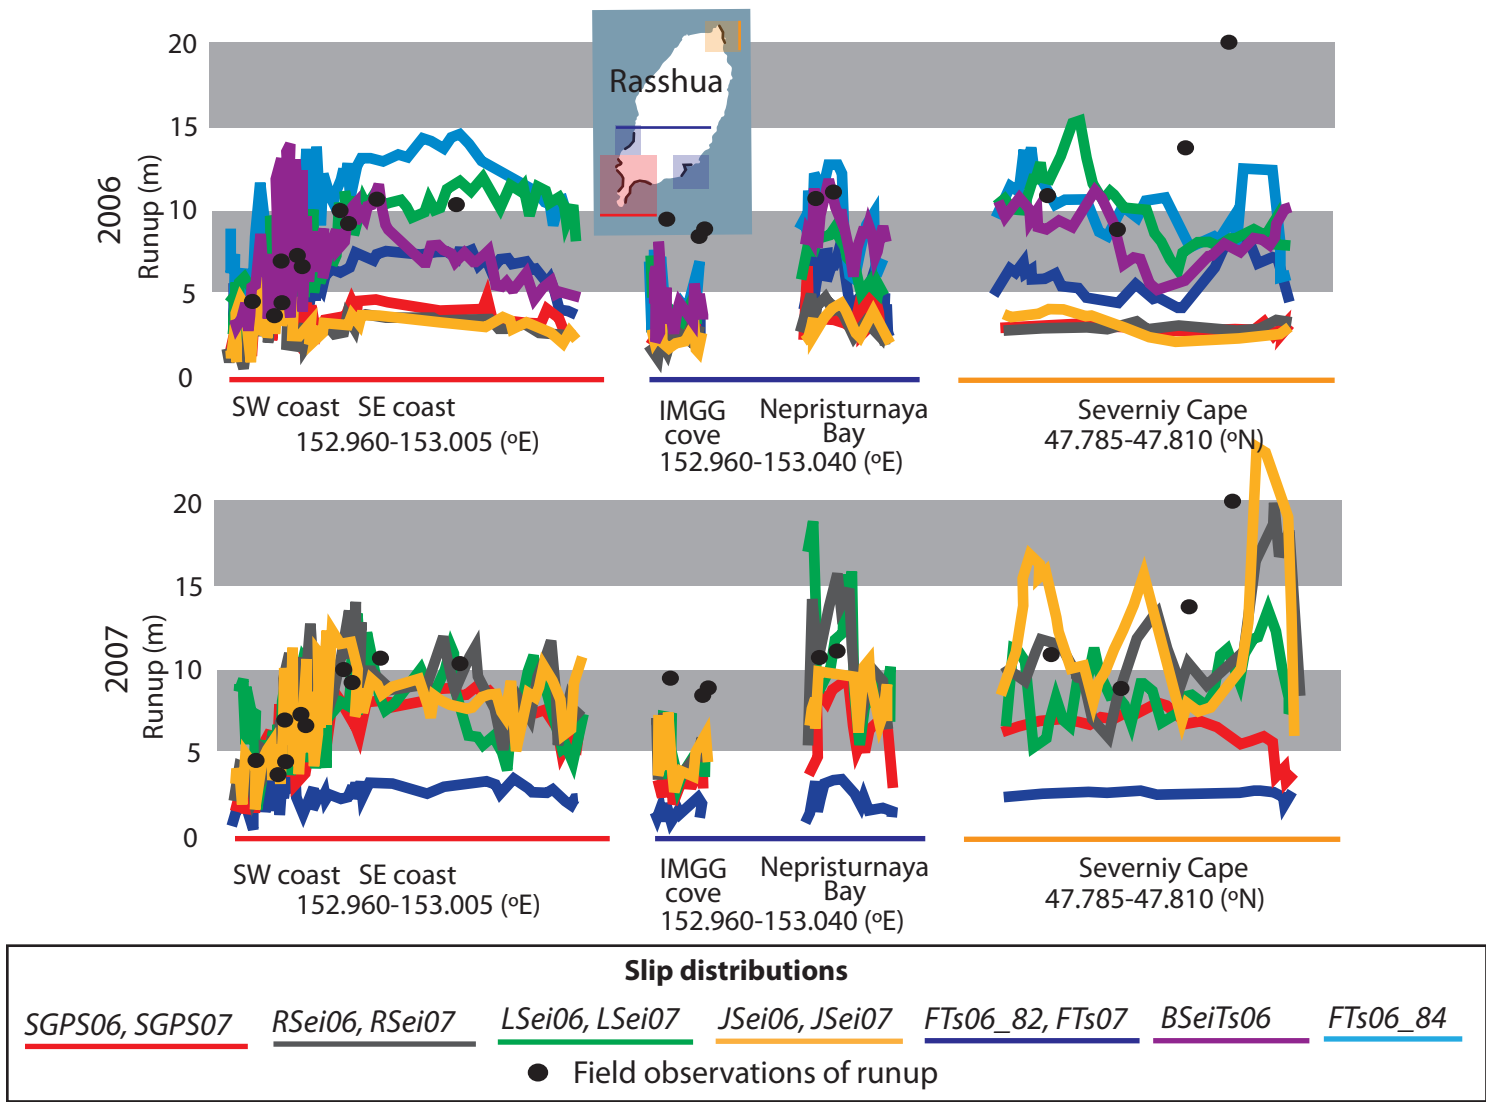 20
15
10
5
0
2006
Runup (m)
Rasshua
SW coast
SE coast
152.960-153.005 (ºE)
IMGG
cove
Nepristurnaya
Bay
152.960-153.040 (ºE)
Severniy Cape
47.785-47.810 (ºN)
20
15
10
5
0
2007
Runup (m)
SW coast
SE coast
152.960-153.005 (ºE)
IMGG
cove
Nepristurnaya
Bay
152.960-153.040 (ºE)
Severniy Cape
47.785-47.810 (ºN)
Slip distributions
SGPS06, SGPS07
RSei06, RSei07
LSei06, LSei07
JSei06, JSei07
FTs06_82, FTs07
BSeiTs06
FTs06_84
Field observations of runup